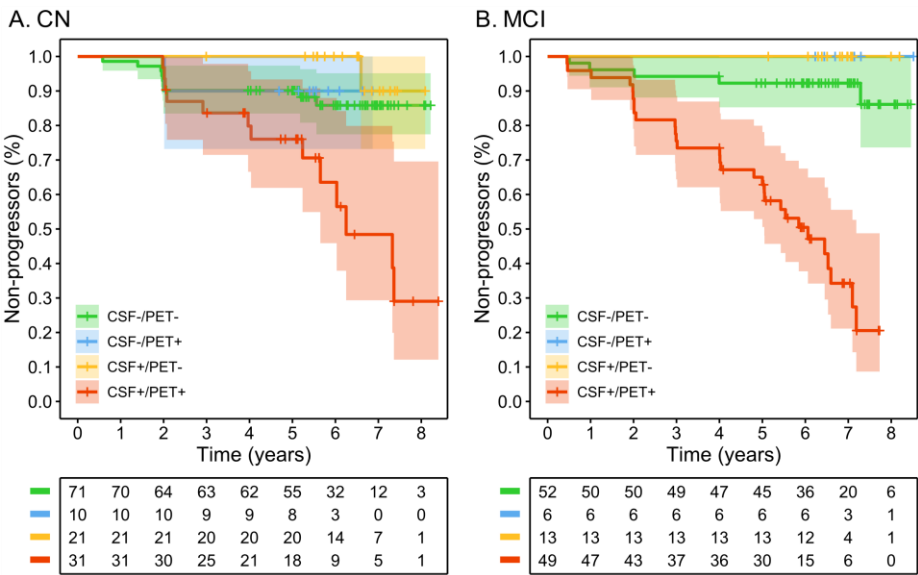 A. CN
Non-progressors (%)
1.0
0.9
0.8
0.7
0.6
0.5
0.4
0.3
0.2
0.1
0.0
CSF-/PET-
CSF-/PET+
CSF+/PET-
CSF+/PET+
0 1 2 3 4 5 6 7 8
Time (years)
71 70 64 63 62 55 32 12 3
10 10 10 9 9 8 3 0 0
21 21 21 20 20 20 14 7 1
31 31 30 25 21 18 9 5 1
B. MCI
Non-progressors (%)
1.0
0.9
0.8
0.7
0.6
0.5
0.4
0.3
0.2
0.1
0.0
CSF-/PET-
CSF-/PET+
CSF+/PET-
CSF+/PET+
0 1 2 3 4 5 6 7 8
Time (years)
52 50 50 49 47 45 36 20 6
6 6 6 6 6 6 6 3 1
13 13 13 13 13 13 12 4 1
49 47 43 37 36 30 15 6 0